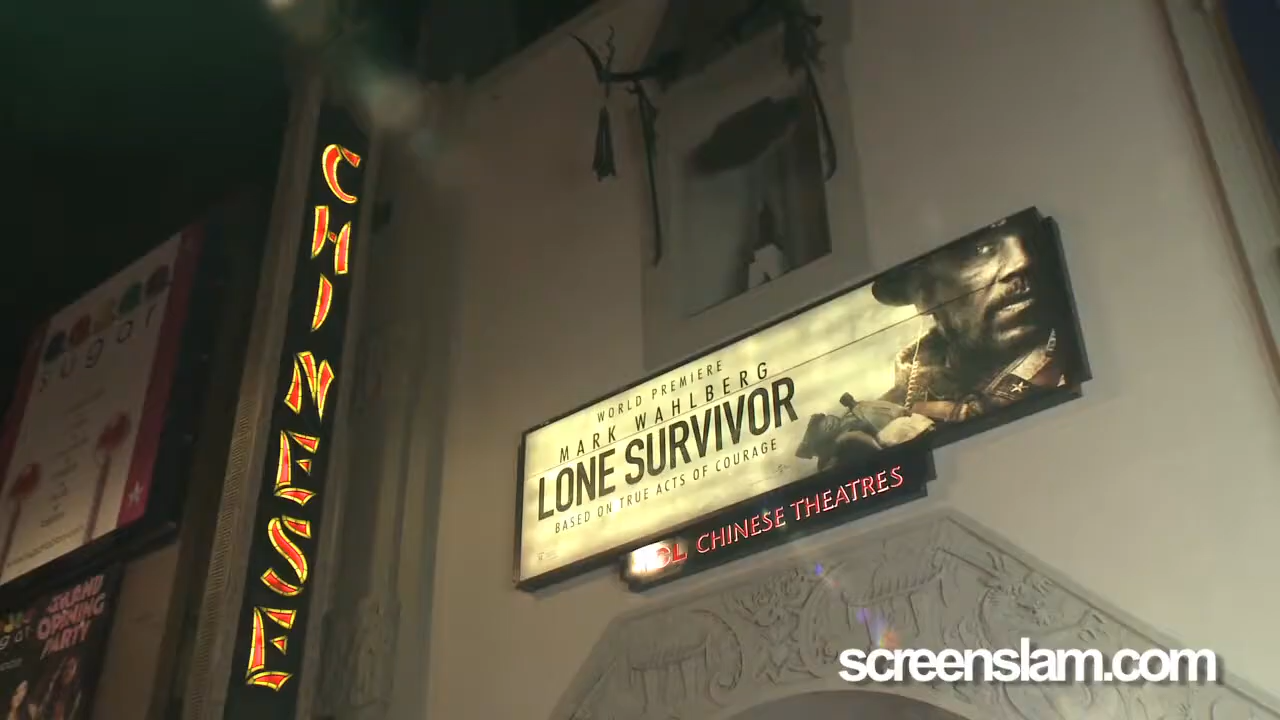 CHINESE
sugar
GRAND
OPENING
PARTY
WORLD PREMIERE
MARK WAHLBERG
LONE SURVIVOR
BASED ON TRUE ACTS OF COURAGE
CHINESE THEATRES
screenslam.com